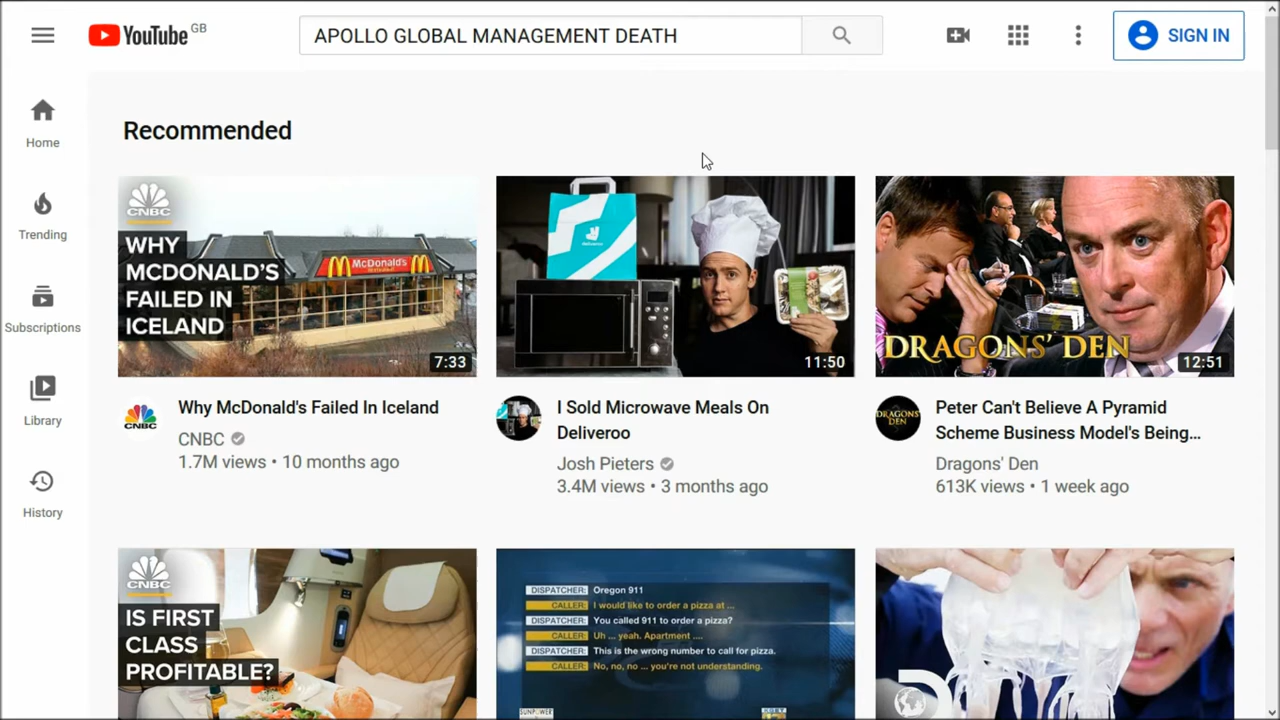 YouTube GB
APOLLO GLOBAL MANAGEMENT DEATH
SIGN IN
Home
Trending
Subscriptions
Library
History
Recommended
CNBC
WHY
MCDONALD'S
FAILED IN
ICELAND
McDonald's
7:33
deliveroo
11:50
DRAGONS' DEN
12:51
Why McDonald's Failed In Iceland
CNBC
1.7M views • 10 months ago
I Sold Microwave Meals On
Deliveroo
Josh Pieters
3.4M views • 3 months ago
DRAGONS' DEN
Peter Can't Believe A Pyramid
Scheme Business Model's Being...
Dragons' Den
613K views • 1 week ago
CNBC
IS FIRST
CLASS
PROFITABLE?
DISPATCHER: Oregon 911
CALLER: I would like to order a pizza at ...
DISPATCHER: You called 911 to order a pizza?
CALLER: Uh ... yeah. Apartment ....
DISPATCHER: This is the wrong number to call for pizza.
CALLER: No, no, no ... you're not understanding.